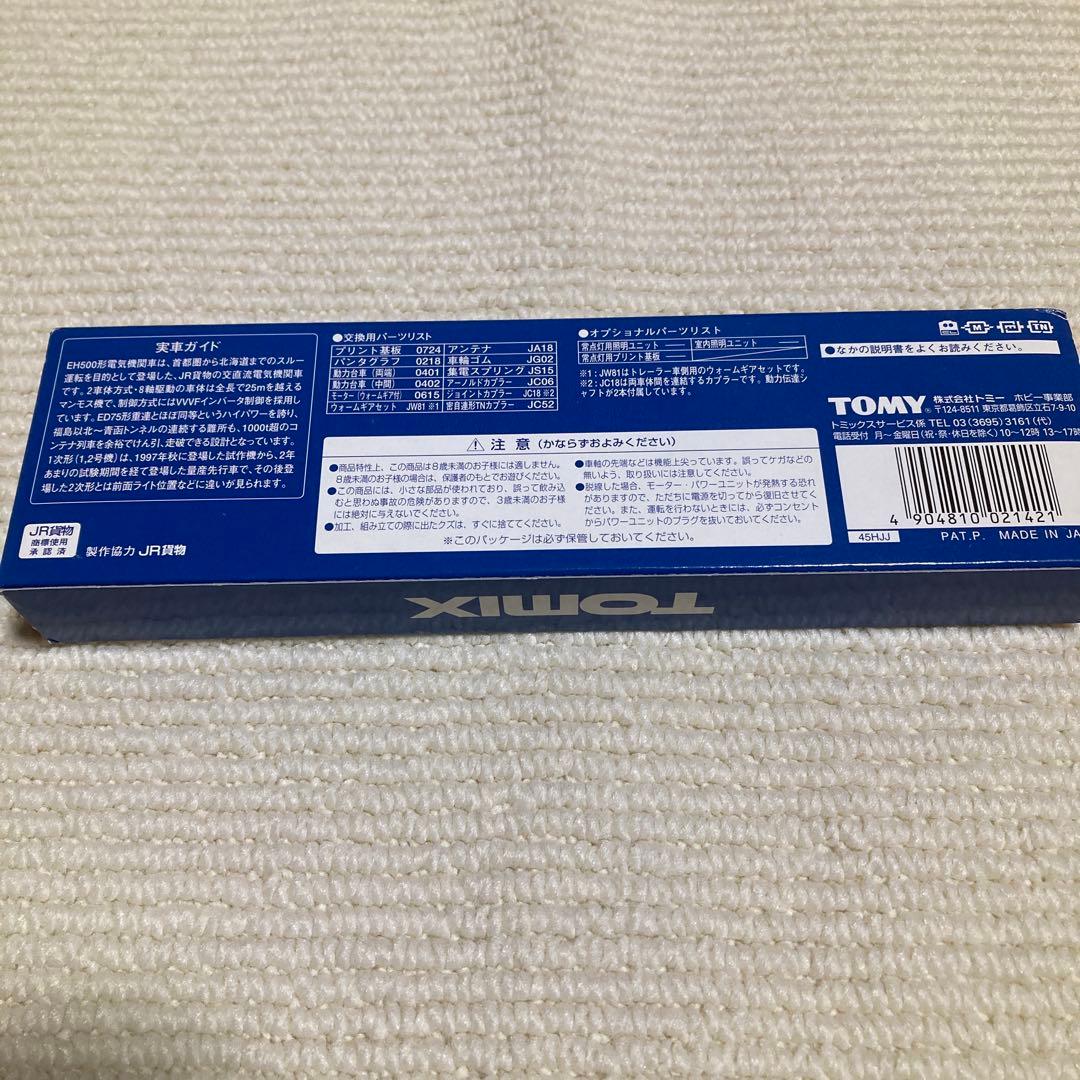 実車ガイド
EH500形電気機関車は、首都圏から北海道までのスルー
運転を目的として登場した、JR貨物の交直流電気機関車
です。2車体方式・8軸駆動の車体は全長で25mを越える
マンモス機で、制御方式にはVVVFインバータ制御を採用し
ています。ED75形重連とほぼ同等というハイパワーを誇り、
福島以北〜青函トンネルの連続する難所も、1000t超のコ
ンテナ列車を余裕でけん引、走破できる設計となっています。
1次形(1,2号機)は、1997年秋に登場した試作機から、2年
あまりの試験期間を経て登場した量産先行車で、その後登
場した2次形とは前面ライト位置などに違いが見られます。
JR貨物
商標使用
承認済
製作協力 JR貨物
●交換用パーツリスト
プリント基板 0724 アンテナ JA18
パンタグラフ 0218 車輪ゴム JG02
動力台車(両端) 0401 集電スプリング JS15
動力台車(中間) 0402 アーノルドカプラー JC06
モーター(ウォームギア付) 0615 ジョイントカプラー JC18 ※2
ウォームギアセット JW81 ※1 密自連形TNカプラー JC52
●オプショナルパーツリスト
常点灯用照明ユニット 室内照明ユニット
常点灯用プリント基板
※1:JW81はトレーラー車側用のウォームギアセットです。
※2:JC18は両車体間を連結するカプラーです。動力伝達シ
ャフトが2本付属しています。
⚠ 注意(かならずおよみください)
●商品特性上、この商品は8歳未満のお子様には適しません。
8歳未満のお子様の場合は、保護者のもとでお遊びください。
●この商品には、小さな部品が使われており、誤って飲み込
むと思わぬ事故の危険がありますので、3歳未満のお子様
には絶対に与えないでください。
●加工、組み立ての際に出たクズは、すぐに捨ててください。
●車軸の先端などは機能上尖っています。誤ってケガなどの
無いよう、取り扱いには注意してください。
●脱線した場合、モーター・パワーユニットが発熱する恐れ
がありますので、ただちに電源を切ってから復旧させてく
ださい。また、運転を行わないときには、必ずコンセント
からパワーユニットのプラグを抜いておいてください。
※このパッケージは必ず保管しておいてください。
●なかの説明書をよくお読みください。
TOMY 株式会社トミー ホビー事業部
〒124-8511 東京都葛飾区立石7-9-10
トミックスサービス係 TEL 03(3695)3161(代)
電話受付 月〜金曜日(祝・祭・休日を除く)10〜12時 13〜17時
4 904810 021421
45HJJ PAT.P. MADE IN JA
TOMIX